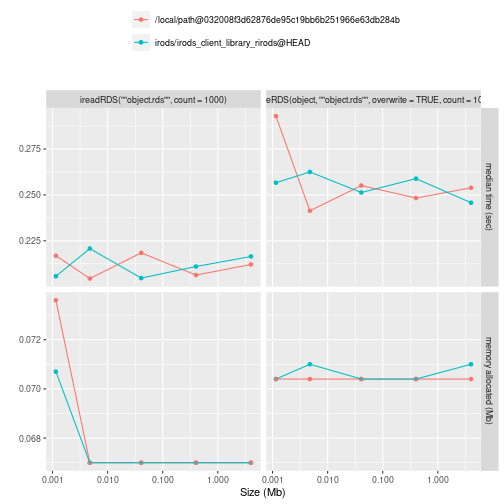 /local/path@032008f3d62876de95c19bb6b251966e63db284b
irods/irods_client_library_rirods@HEAD
ireadRDS(""object.rds"", count = 1000)
eRDS(object, ""object.rds"", overwrite = TRUE, count = 10
0.275
0.250
0.225
median time (sec)
0.072
0.070
0.068
memory allocated (Mb)
0.001 0.010 0.100 1.000 0.001 0.010 0.100 1.000
Size (Mb)